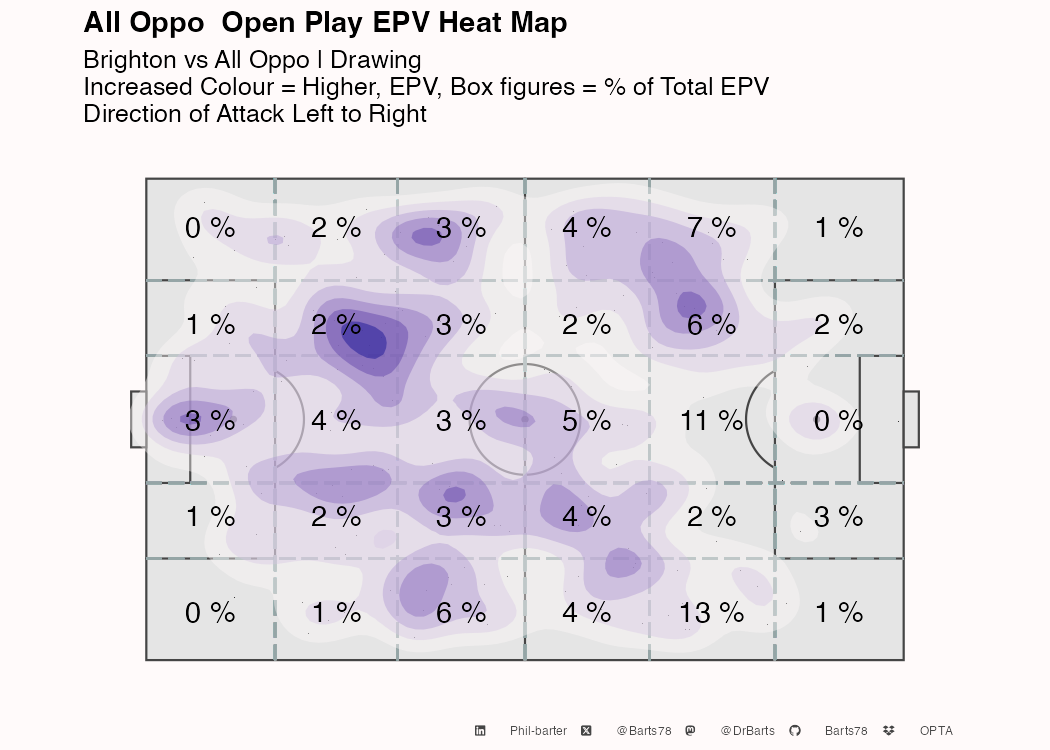 All Oppo  Open Play EPV Heat Map
Brighton vs All Oppo | Drawing
Increased Colour = Higher, EPV, Box figures = % of Total EPV
Direction of Attack Left to Right
0 % 2 % 3 % 4 % 7 % 1 %
1 % 2 % 3 % 2 % 6 % 2 %
3 % 4 % 3 % 5 % 11 % 0 %
1 % 2 % 3 % 4 % 2 % 3 %
0 % 1 % 6 % 4 % 13 % 1 %
Phil-barter @Barts78 @DrBarts Barts78 OPTA